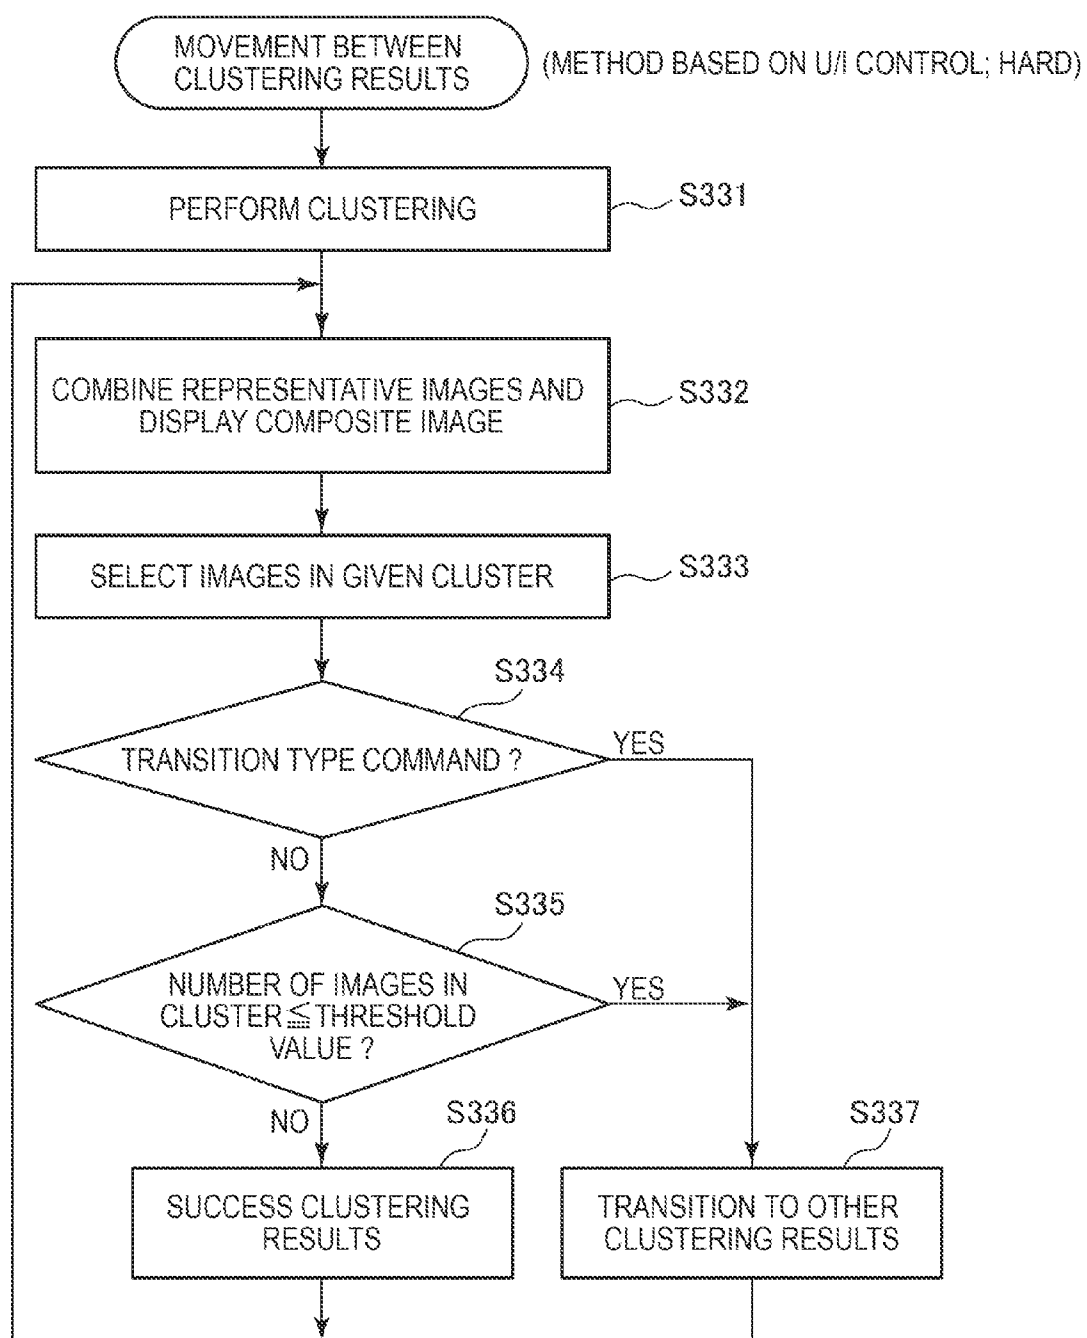 MOVEMENT BETWEEN
CLUSTERING RESULTS
(METHOD BASED ON U/I CONTROL; HARD)
PERFORM CLUSTERING
S331
COMBINE REPRESENTATIVE IMAGES AND
DISPLAY COMPOSITE IMAGE
S332
SELECT IMAGES IN GIVEN CLUSTER
S333
S334
TRANSITION TYPE COMMAND ?
YES
NO
S335
NUMBER OF IMAGES IN
CLUSTER ≦ THRESHOLD
VALUE ?
YES
NO
S336
SUCCESS CLUSTERING
RESULTS
S337
TRANSITION TO OTHER
CLUSTERING RESULTS